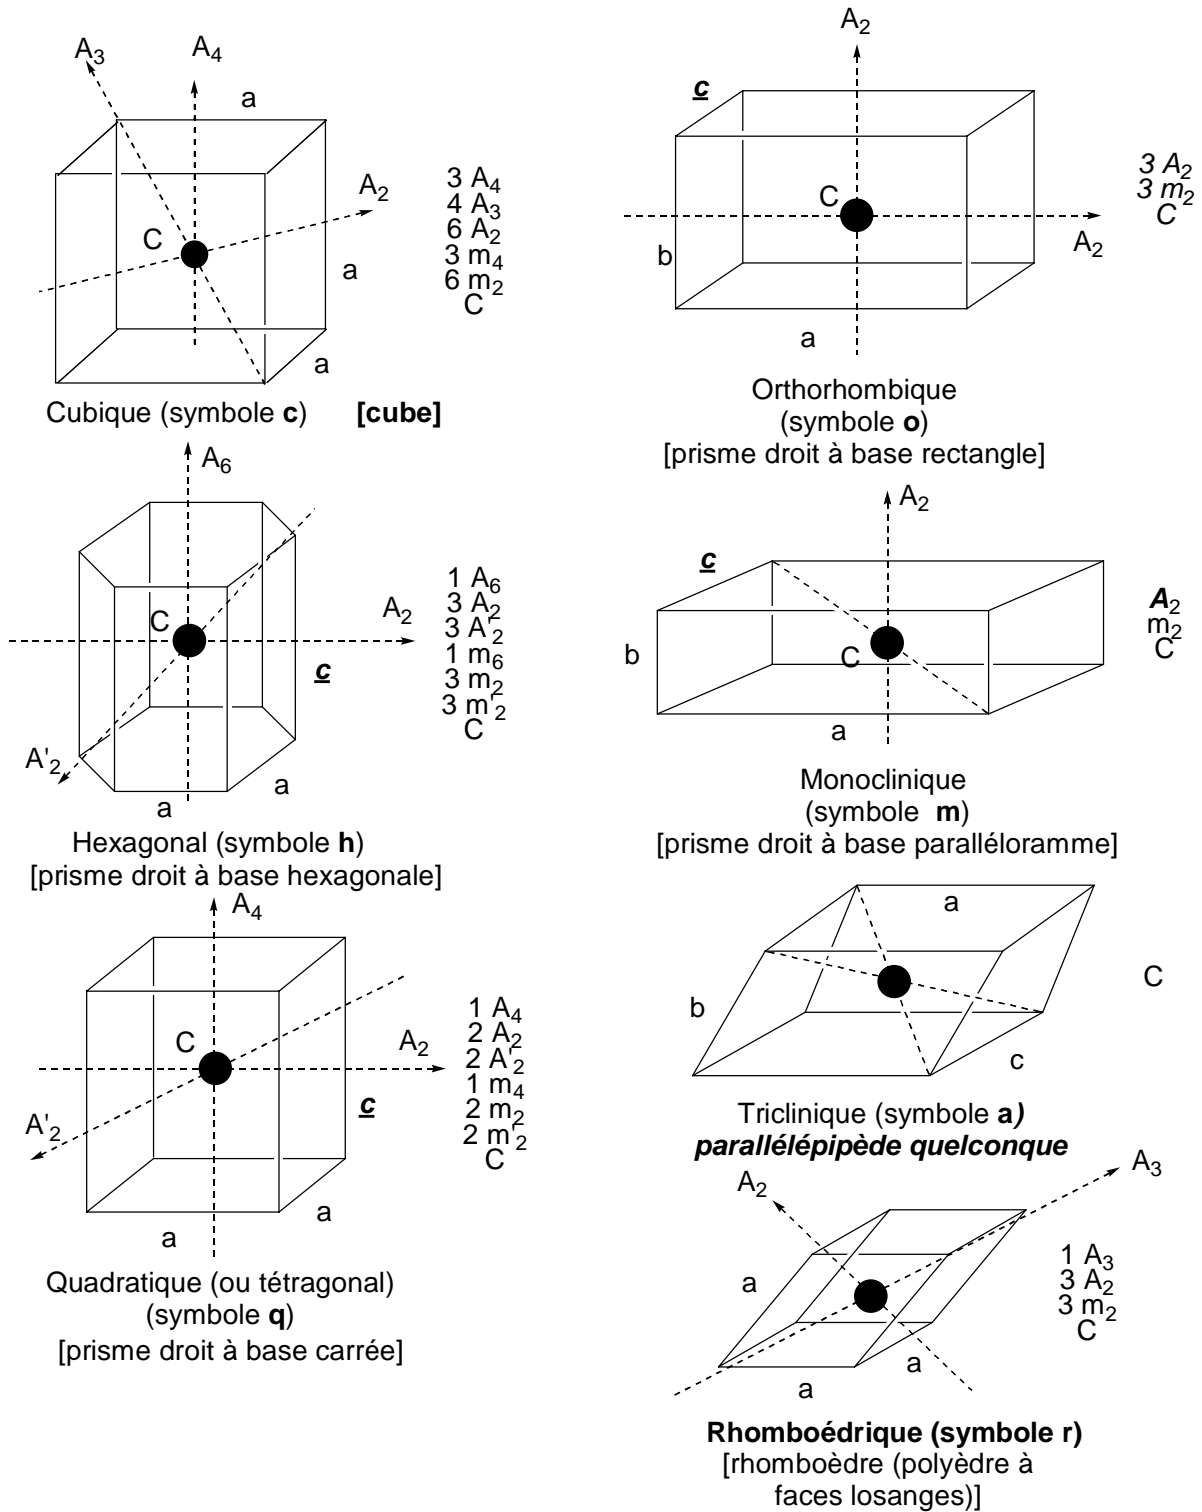 A3
A4
a
A2
C
a
a
3 A4
4 A3
6 A2
3 m4
6 m2
C
Cubique (symbole c) [cube]
A2
c
C
b
A2
a
3 A2
3 m2
C
Orthorhombique
(symbole o)
[prisme droit à base rectangle]
A6
C
A2
c
A'2
a
a
1 A6
3 A2
3 A'2
1 m6
3 m2
3 m'2
C
Hexagonal (symbole h)
[prisme droit à base hexagonale]
A2
c
b
C
a
A2
m2
C
Monoclinique
(symbole m)
[prisme droit à base paralléloramme]
A4
C
A2
c
A'2
a
a
1 A4
2 A2
2 A'2
1 m4
2 m2
2 m'2
C
Quadratique (ou tétragonal)
(symbole q)
[prisme droit à base carrée]
a
b
c
C
Triclinique (symbole a)
parallélépipède quelconque
A2
A3
a
a
a
1 A3
3 A2
3 m2
C
Rhomboédrique (symbole r)
[rhomboèdre (polyèdre à
faces losanges)]